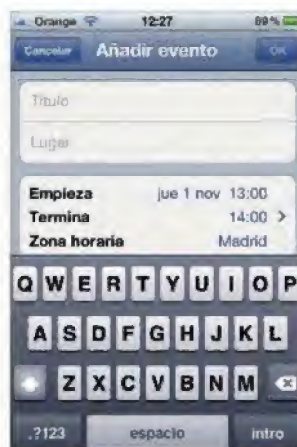 Orange 12:27 89%
Cancelar Añadir evento OK
Título
Lugar
Empieza jue 1 nov 13:00
Termina 14:00 >
Zona horaria Madrid
Q W E R T Y U I O P
A S D F G H J K L
Z X C V B N M
.?123 espacio intro